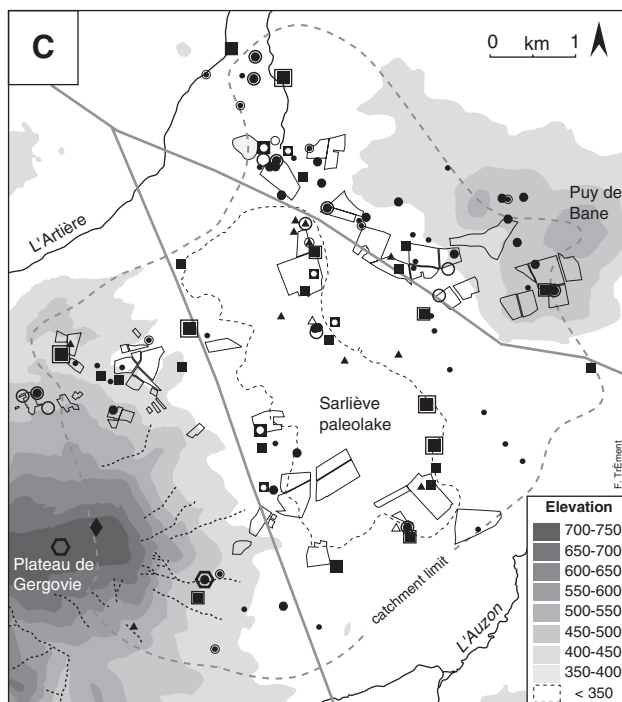 C
0 km 1
L'Artière
Puy de
Bane
Sarliève
paleolake
Plateau de
Gergovie
catchment limit
L'Auzon
F. TrÉment
Elevation
700-750
650-700
600-650
550-600
500-550
450-500
400-450
350-400
< 350